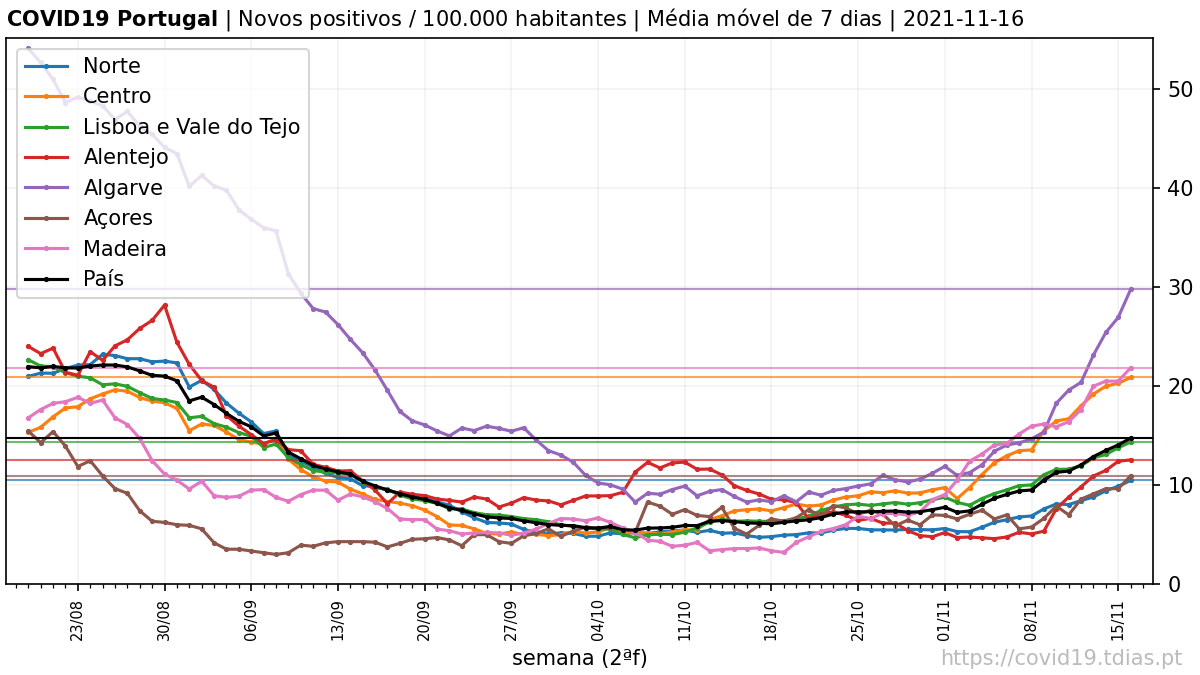 COVID19 Portugal | Novos positivos / 100.000 habitantes | Média móvel de 7 dias | 2021-11-16
Norte
Centro
Lisboa e Vale do Tejo
Alentejo
Algarve
Açores
Madeira
País
50
40
30
20
10
0
23/08
30/08
06/09
13/09
20/09
27/09
04/10
11/10
18/10
25/10
01/11
08/11
15/11
semana (2ªf)
https://covid19.tdias.pt